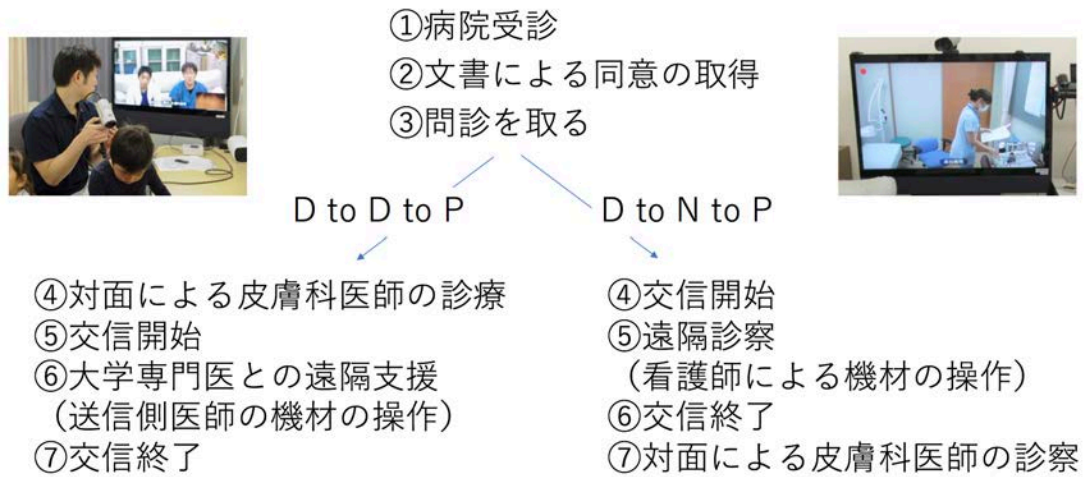 ①病院受診
②文書による同意の取得
③問診を取る
D to D to P
④対面による皮膚科医師の診療
⑤交信開始
⑥大学専門医との遠隔支援
（送信側医師の機材の操作）
⑦交信終了
D to N to P
④交信開始
⑤遠隔診察
（看護師による機材の操作）
⑥交信終了
⑦対面による皮膚科医師の診察